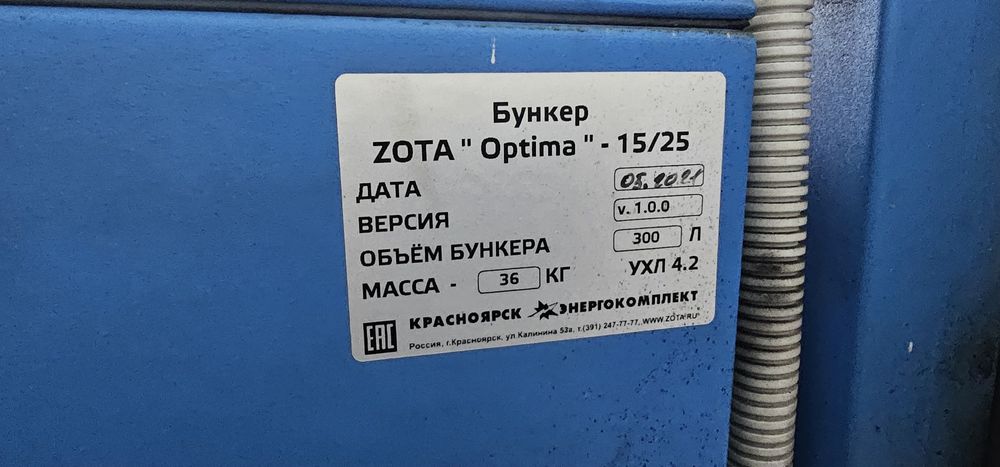 Бункер
ZOTA " Optima " - 15/25
ДАТА 05.2021
ВЕРСИЯ v. 1.0.0
ОБЪЁМ БУНКЕРА 300 Л
МАССА - 36 КГ УХЛ 4.2
EAC КРАСНОЯРСК ЭНЕРГОКОМПЛЕКТ
Россия, г.Красноярск, ул.Калинина 53а, т.(391) 247-77-77, WWW.ZOTA.RU